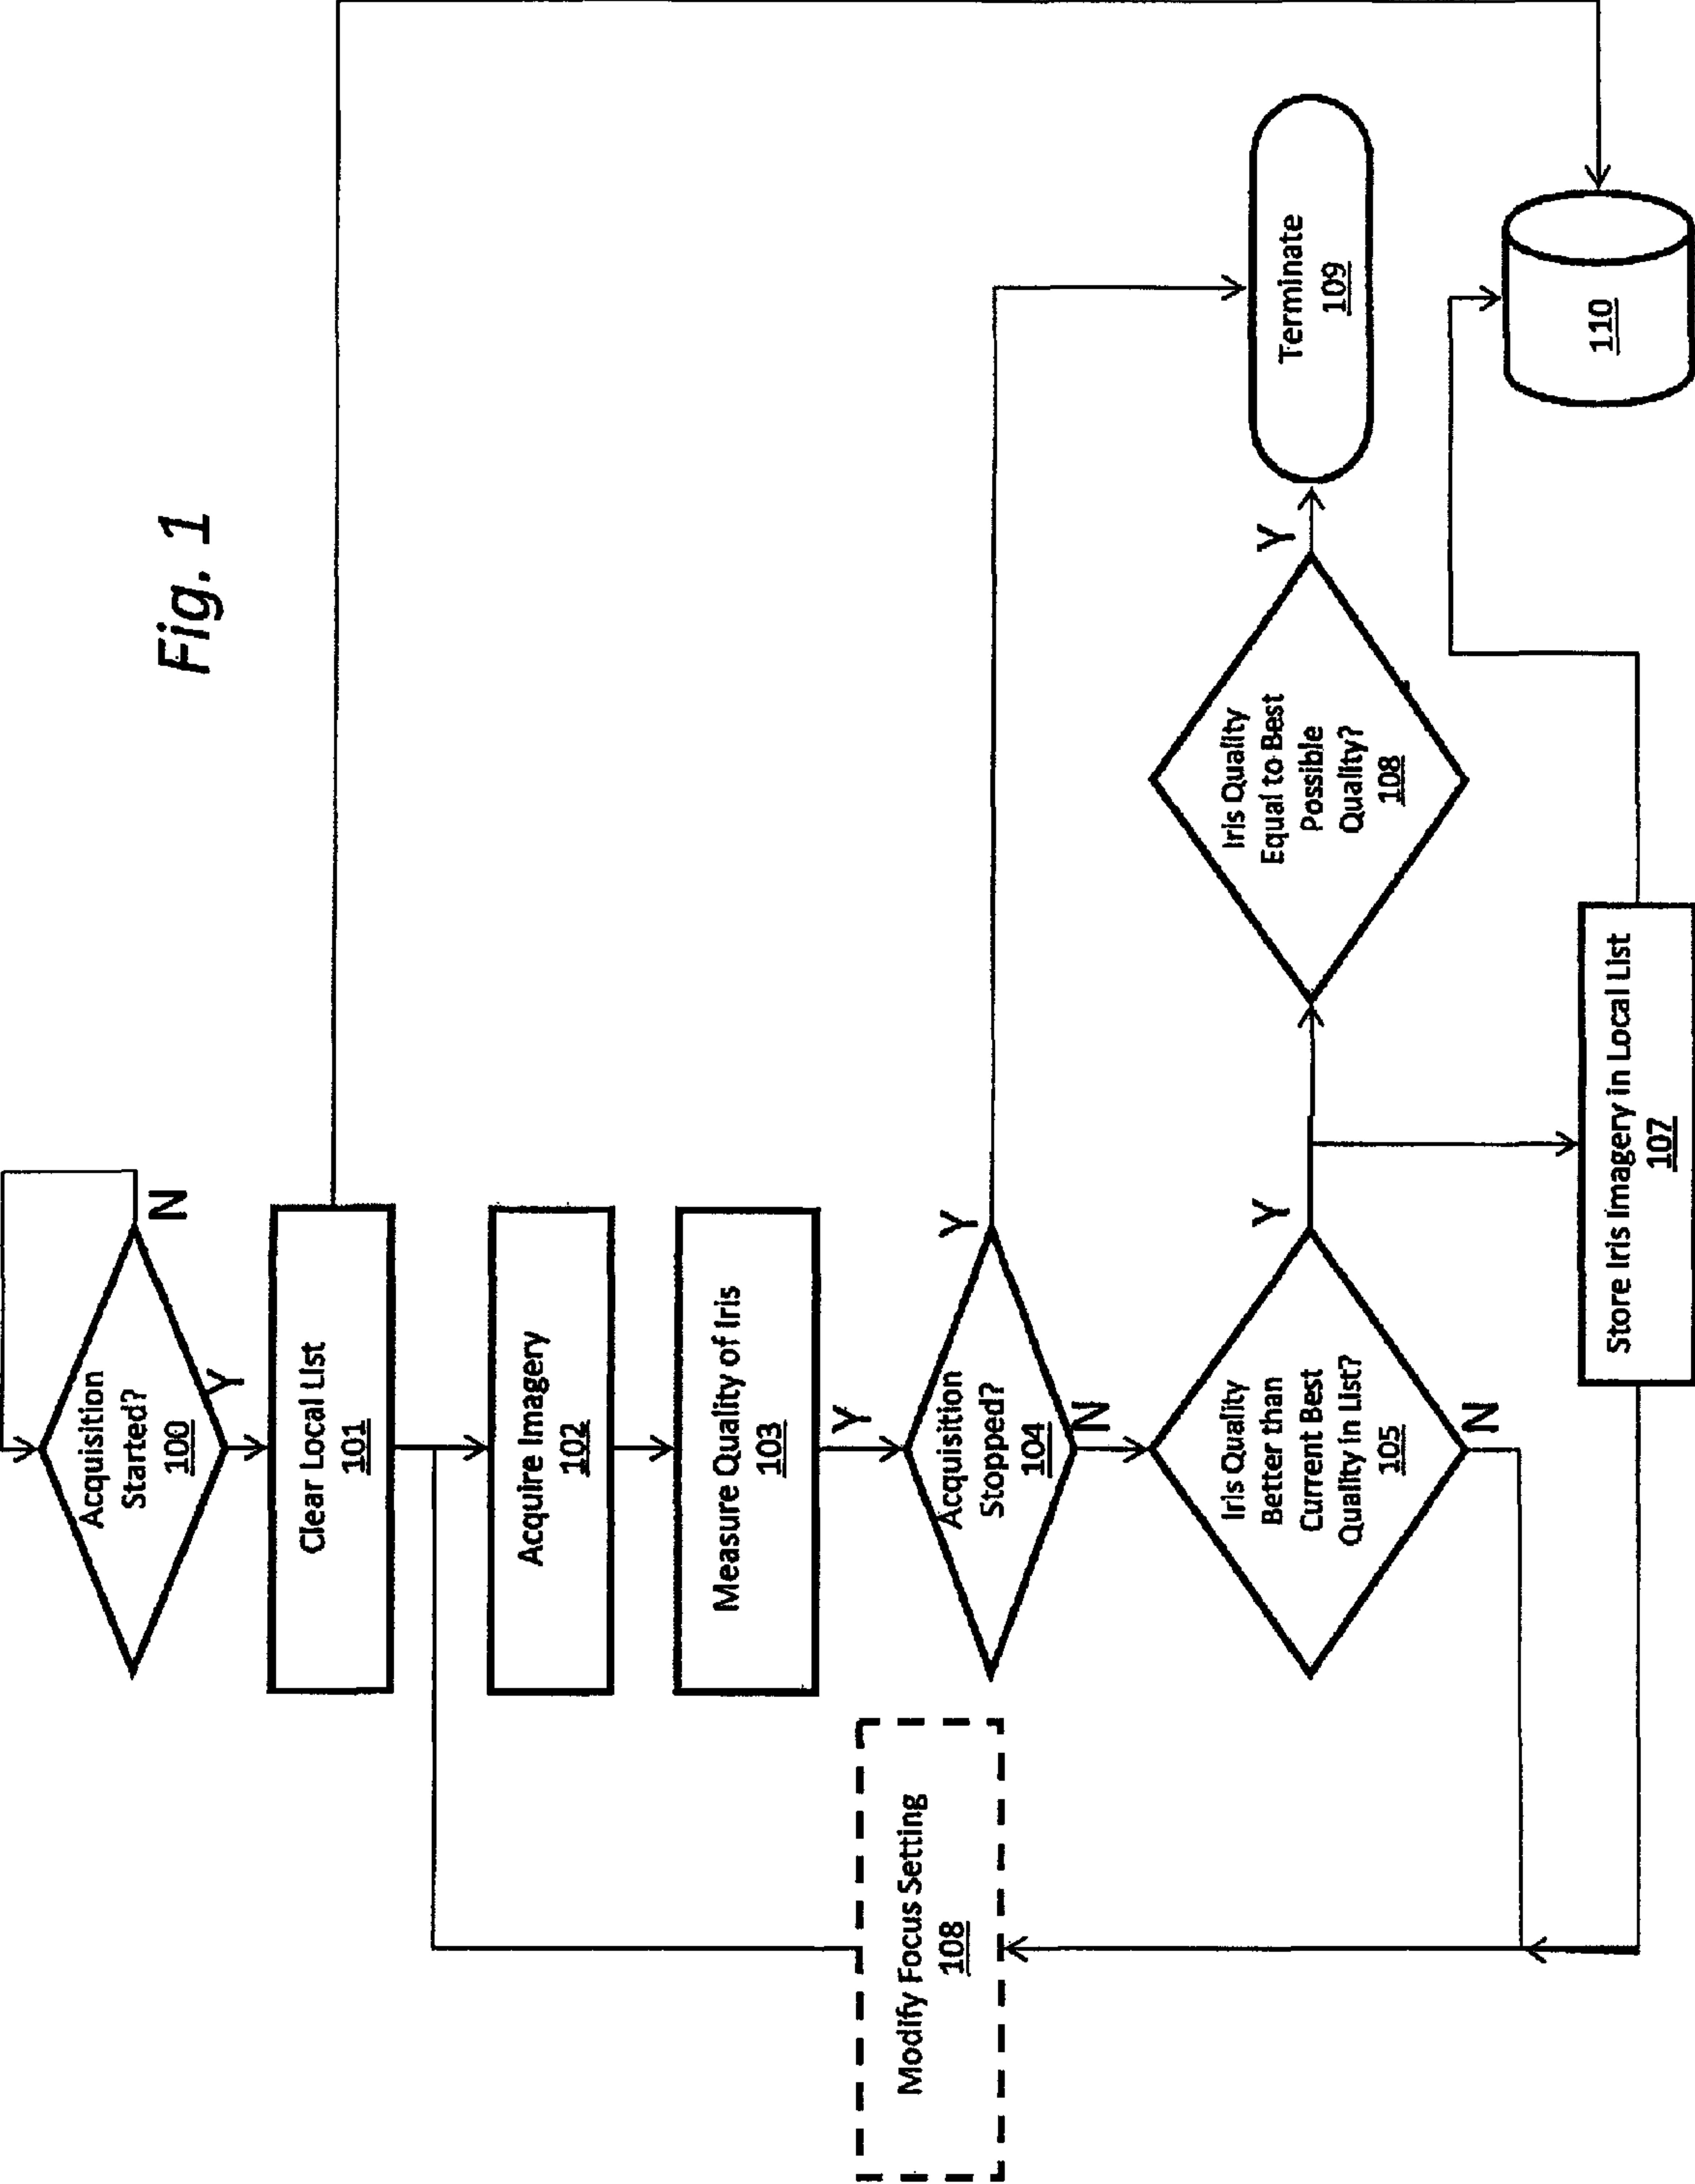 Fig. 1
Acquisition
Started?
100
N
Y
Clear Local List
101
Acquire Imagery
102
Measure Quality of Iris
103
Y
Acquisition
Stopped?
104
Y
N
Iris Quality
Better than
Current Best
Quality in List?
105
Y
N
Iris Quality
Equal to Best
Possible
Quality?
108
Y
Terminate
109
110
Store Iris Imagery in Local List
107
Modify Focus Setting
108